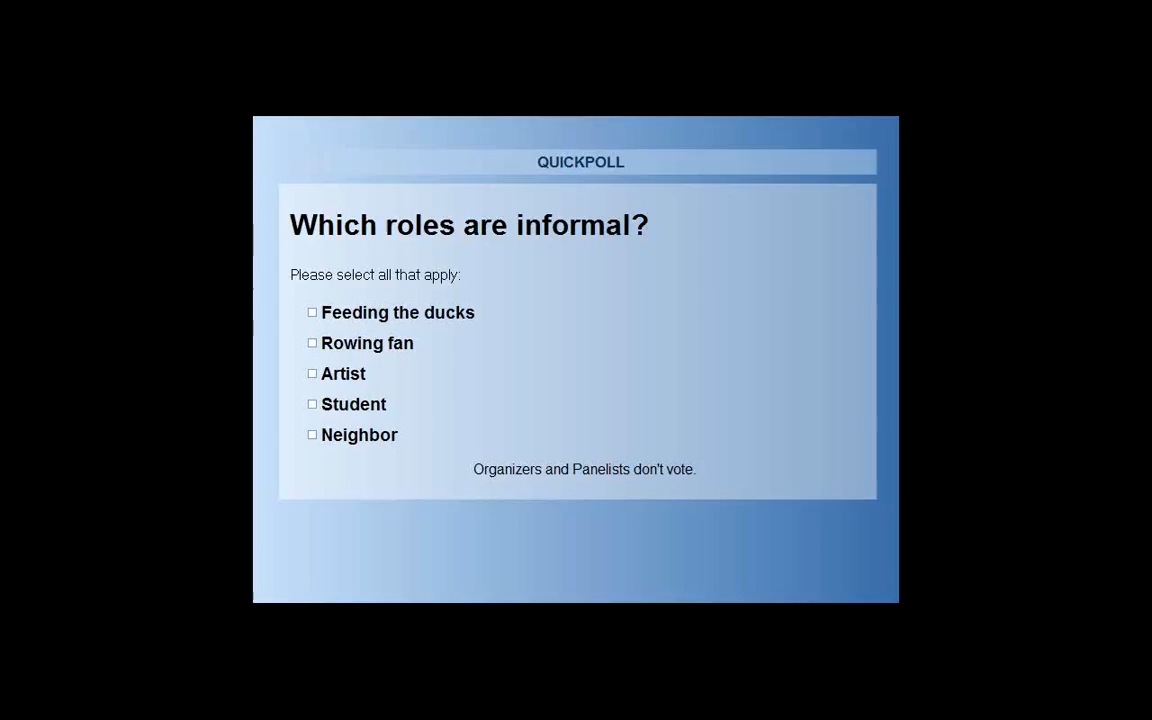 QUICKPOLL
Which roles are informal?
Please select all that apply:
Feeding the ducks
Rowing fan
Artist
Student
Neighbor
Organizers and Panelists don't vote.